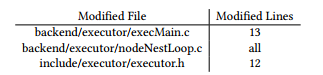 Modified File Modified Lines
backend/executor/execMain.c 13
backend/executor/nodeNestLoop.c all
include/executor/executor.h 12